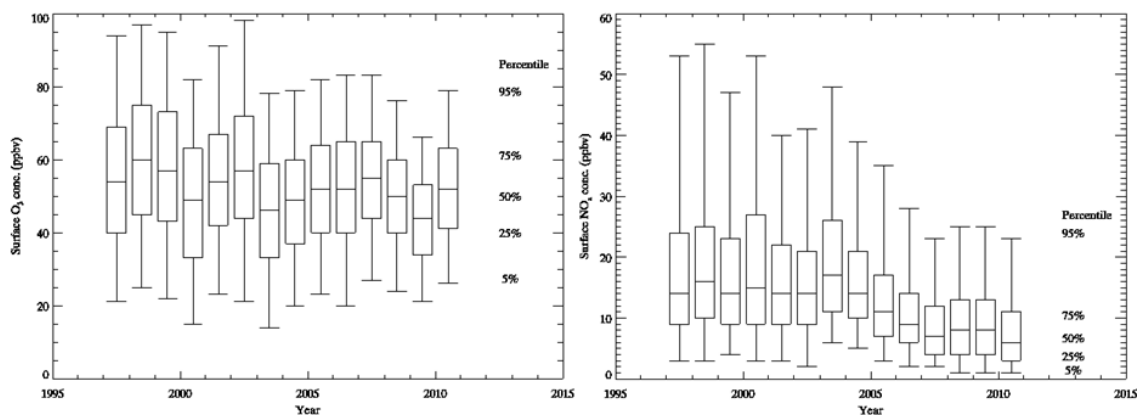 100
80
60
40
20
0
Surface O3 conc. (ppbv)
1995 2000 2005 2010 2015
Year
Percentile
95%
75%
50%
25%
5%
60
50
40
30
20
10
0
Surface NOx conc. (ppbv)
1995 2000 2005 2010 2015
Year
Percentile
95%
75%
50%
25%
5%